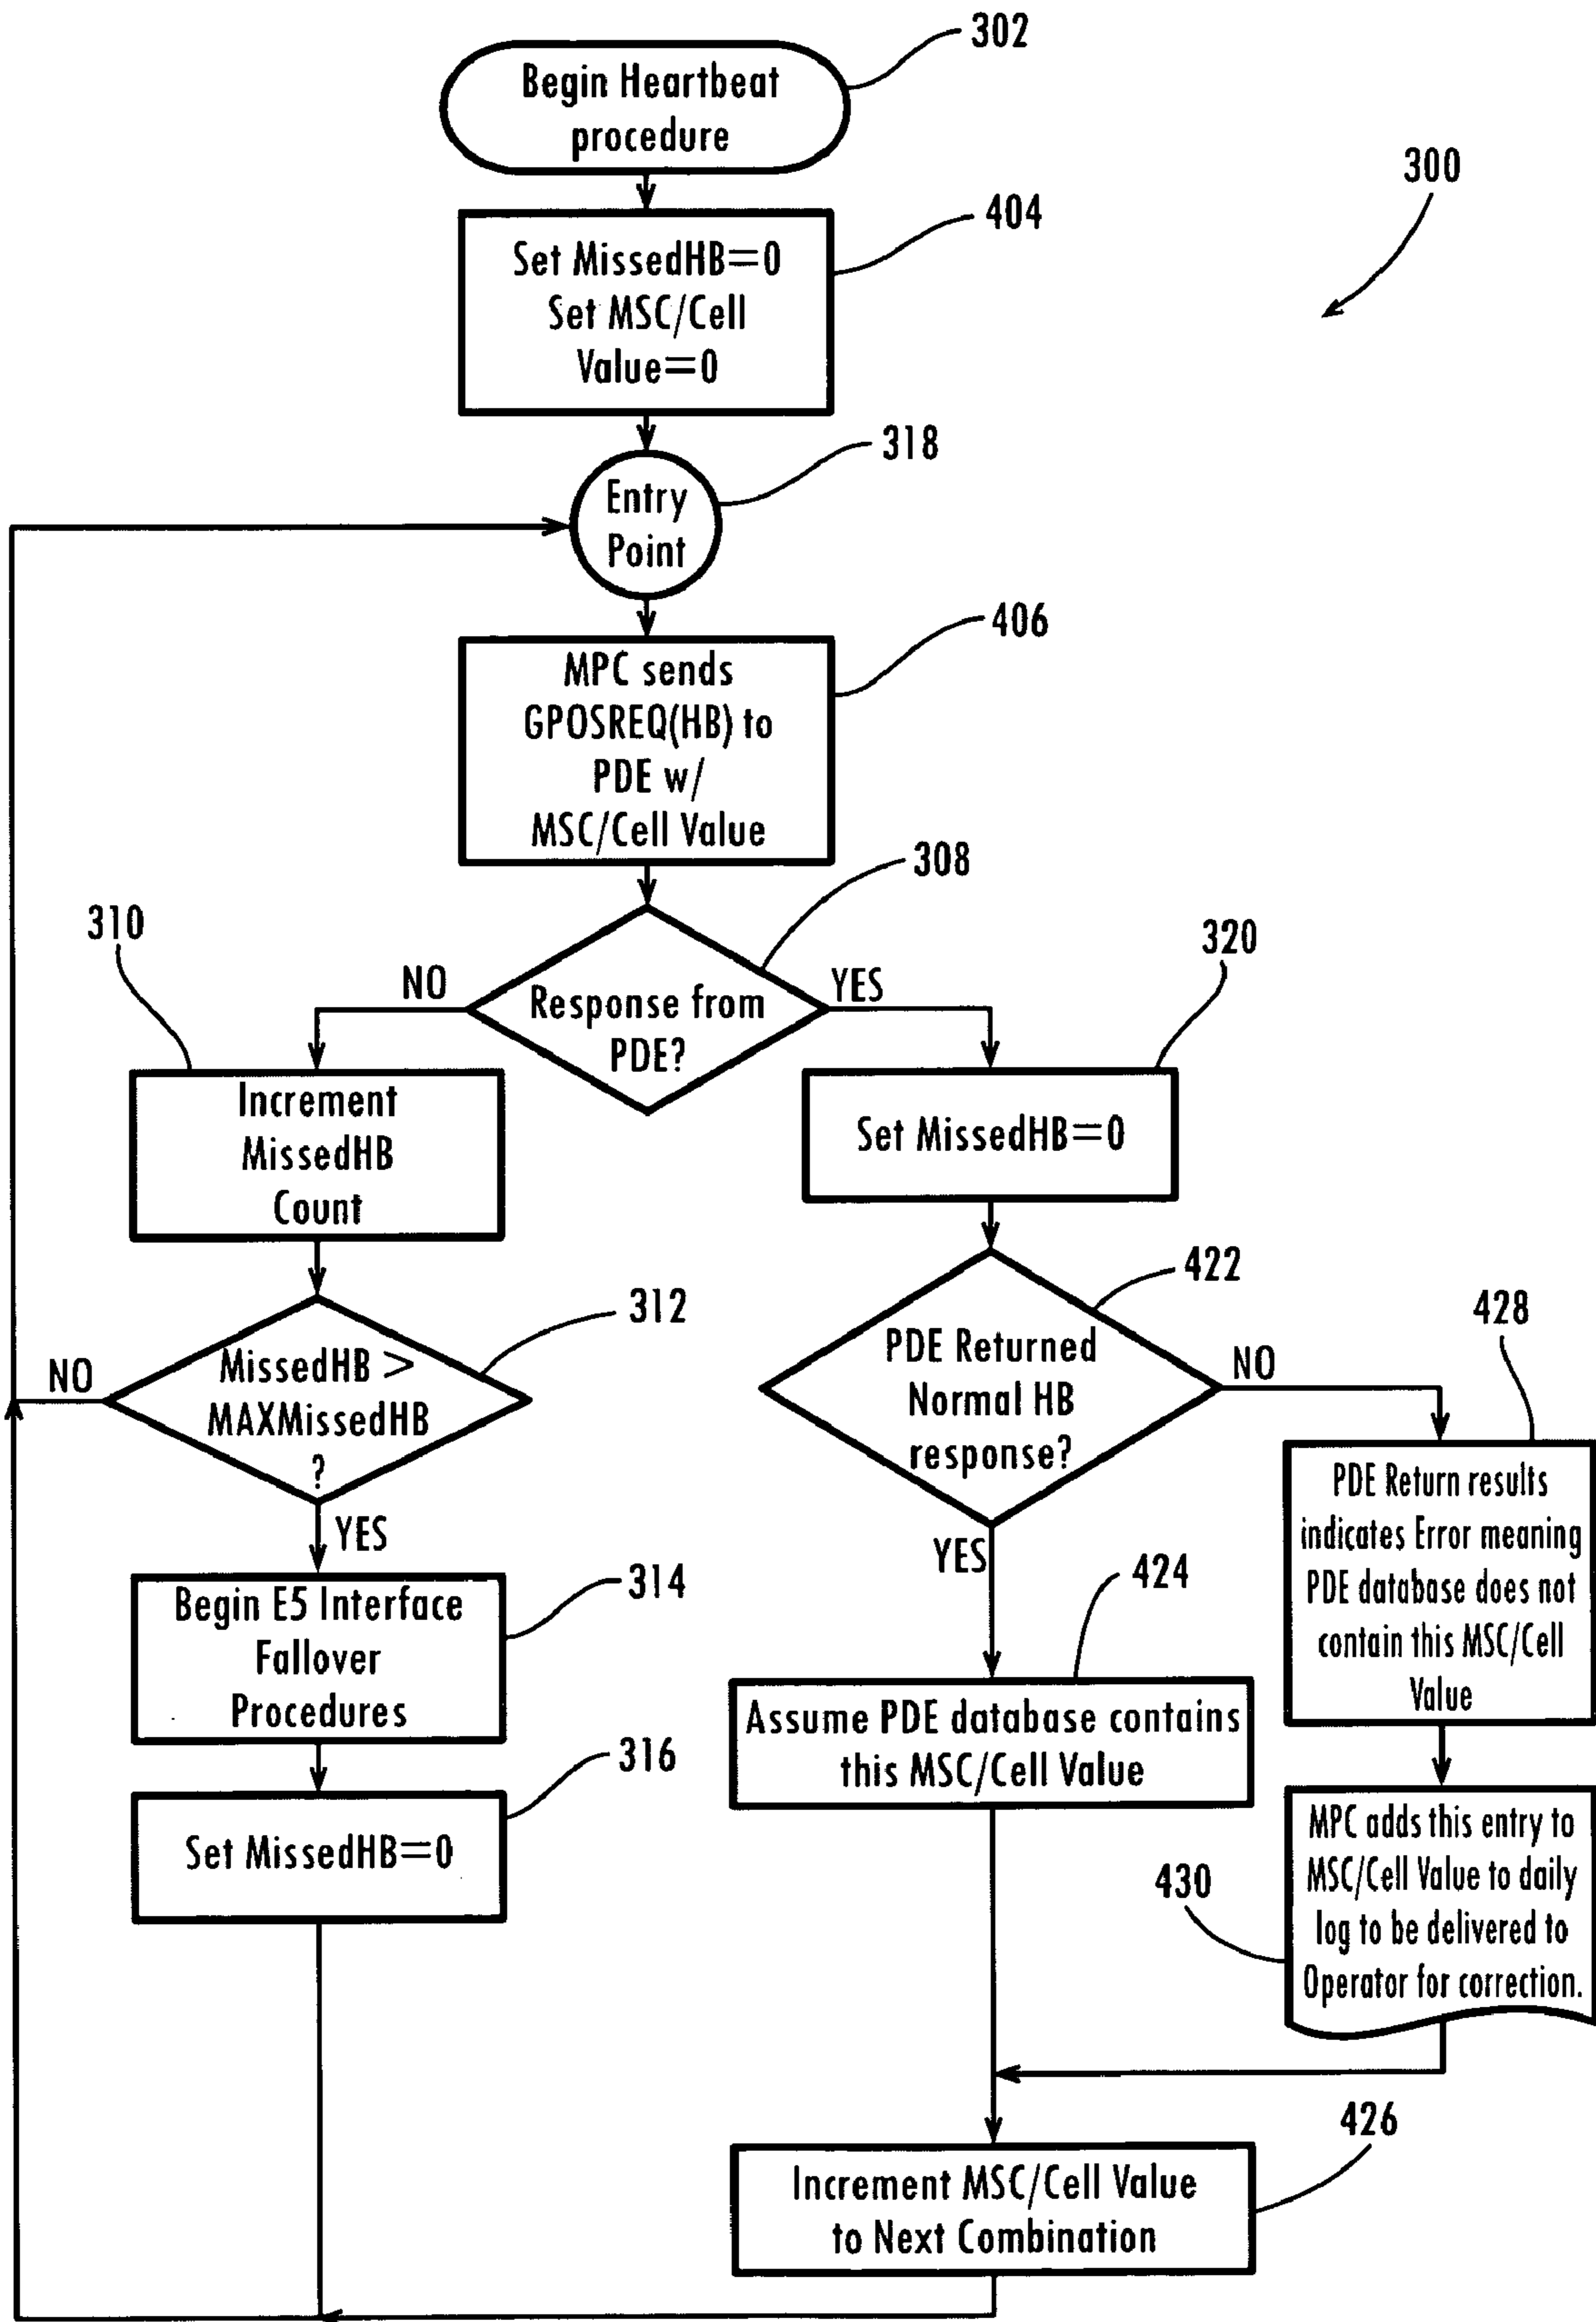 302
Begin Heartbeat
procedure
300
404
Set MissedHB=0
Set MSC/Cell
Value=0
318
Entry
Point
406
MPC sends
GPOSREQ(HB) to
PDE w/
MSC/Cell Value
308
310
320
NO
YES
Response from
PDE?
Increment
MissedHB
Count
Set MissedHB=0
422
312
428
PDE Returned
Normal HB
response?
NO
MissedHB >
MAXMissedHB
?
NO
YES
YES
PDE Return results
indicates Error meaning
PDE database does not
contain this MSC/Cell
Value
314
424
Begin E5 Interface
Fallover
Procedures
Assume PDE database contains
this MSC/Cell Value
316
Set MissedHB=0
MPC adds this entry to
MSC/Cell Value to daily
log to be delivered to
Operator for correction.
430
426
Increment MSC/Cell Value
to Next Combination